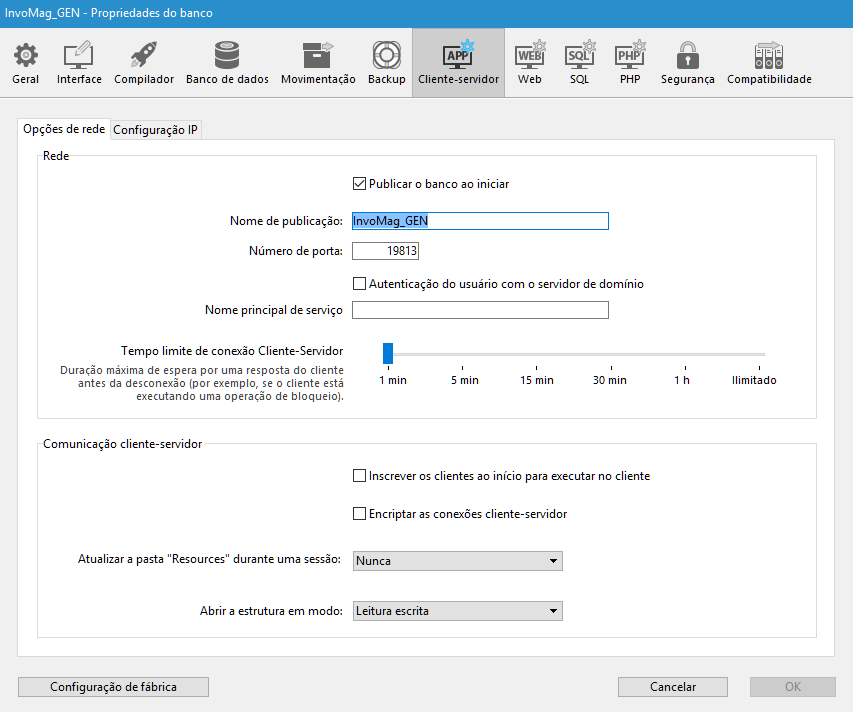 InvoMag_GEN - Propriedades do banco
Geral
Interface
Compilador
Banco de dados
Movimentação
Backup
APP
Cliente-servidor
WEB
Web
SQL
SQL
PHP
PHP
Segurança
Compatibilidade
Opções de rede
Configuração IP
Rede
Publicar o banco ao iniciar
Nome de publicação: InvoMag_GEN
Número de porta: 19813
Autenticação do usuário com o servidor de domínio
Nome principal de serviço
Tempo limite de conexão Cliente-Servidor
Duração máxima de espera por uma resposta do cliente
antes da desconexão (por exemplo, se o cliente está
executando uma operação de bloqueio).
1 min
5 min
15 min
30 min
1 h
Ilimitado
Comunicação cliente-servidor
Inscrever os clientes ao início para executar no cliente
Encriptar as conexões cliente-servidor
Atualizar a pasta "Resources" durante uma sessão: Nunca
Abrir a estrutura em modo: Leitura escrita
Configuração de fábrica
Cancelar
OK